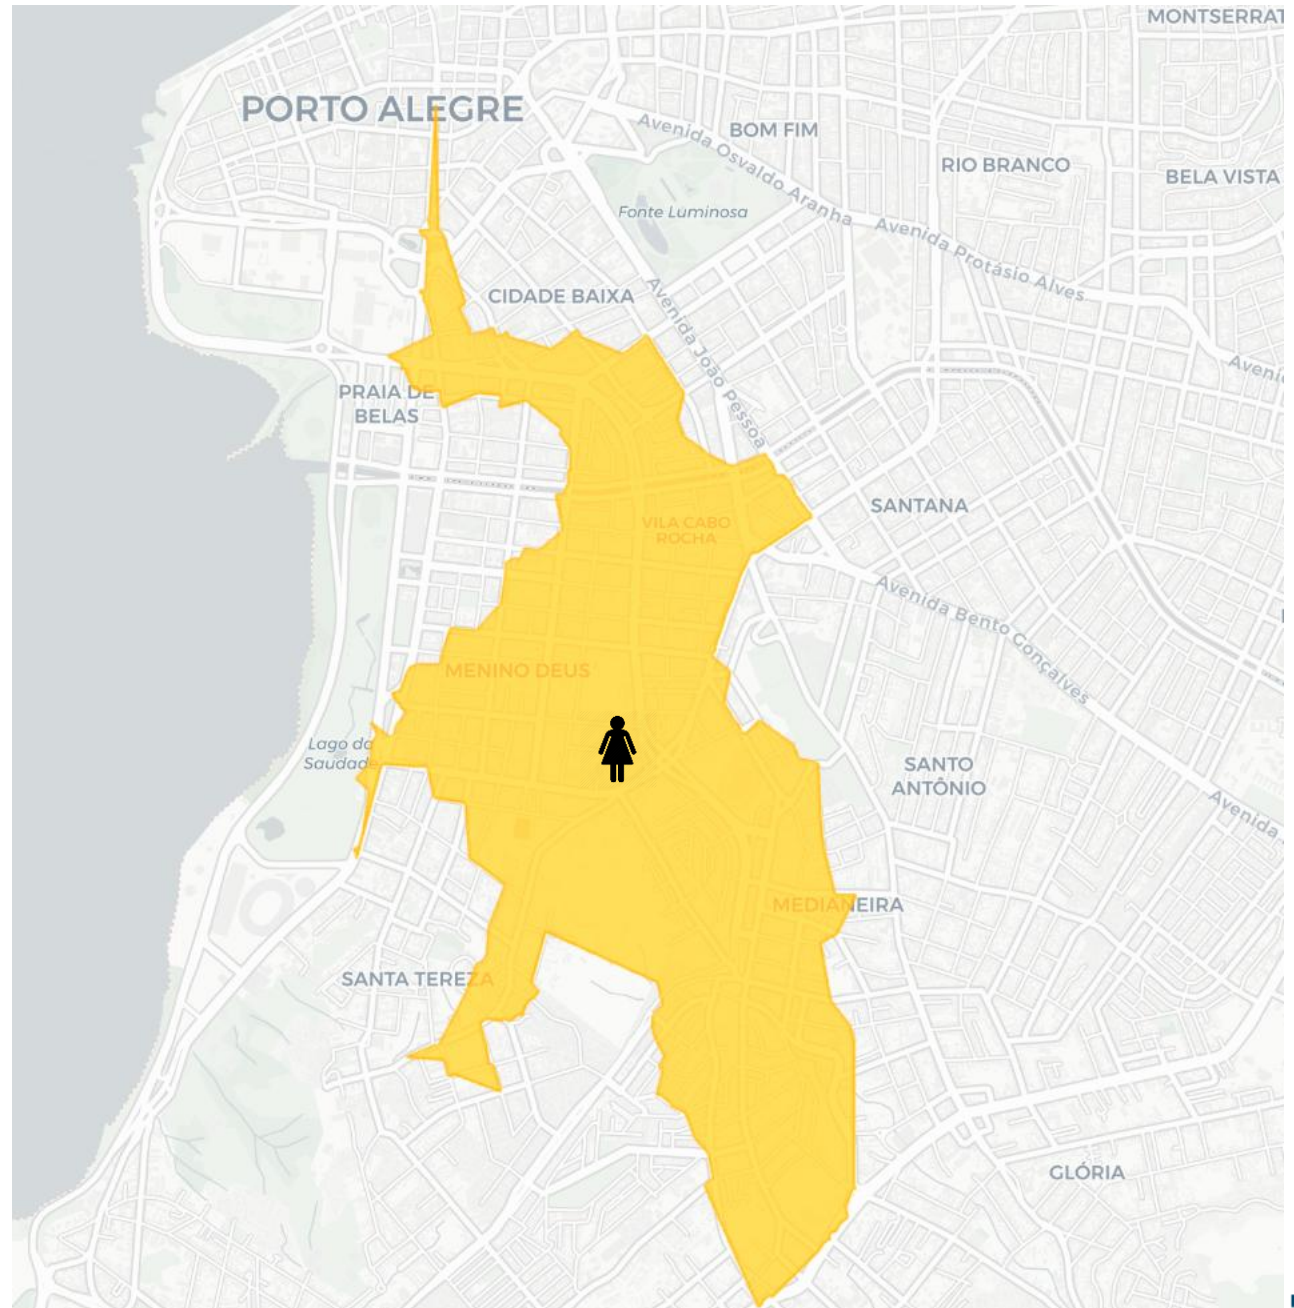 MONTSERRAT
PORTO ALEGRE
Avenida Osvaldo Aranha
BOM FIM
RIO BRANCO
BELA VISTA
Fonte Luminosa
Avenida Protásio Alves
CIDADE BAIXA
Avenida João Pessoa
PRAIA DE
BELAS
SANTANA
VILA CABO
ROCHA
Avenida Bento Gonçalves
MENINO DEUS
Lago da
Saudade
SANTO
ANTÔNIO
Avenida
MEDIANEIRA
SANTA TEREZA
GLÓRIA